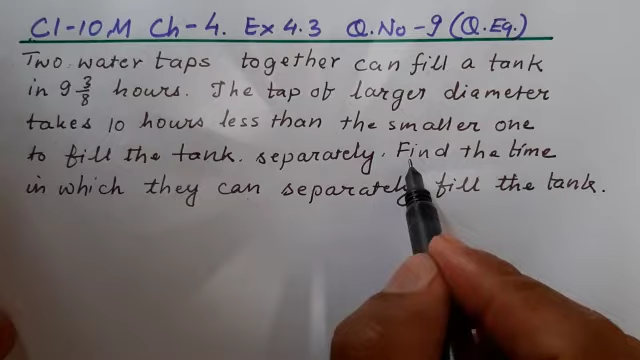 Cl-10 M Ch-4. Ex 4.3 Q.No-9 (Q.Eq.)
Two water taps together can fill a tank
in 9 3/8 hours. The tap of larger diameter
takes 10 hours less than the smaller one
to fill the tank. separately. Find the time
in which they can separately fill the tank.